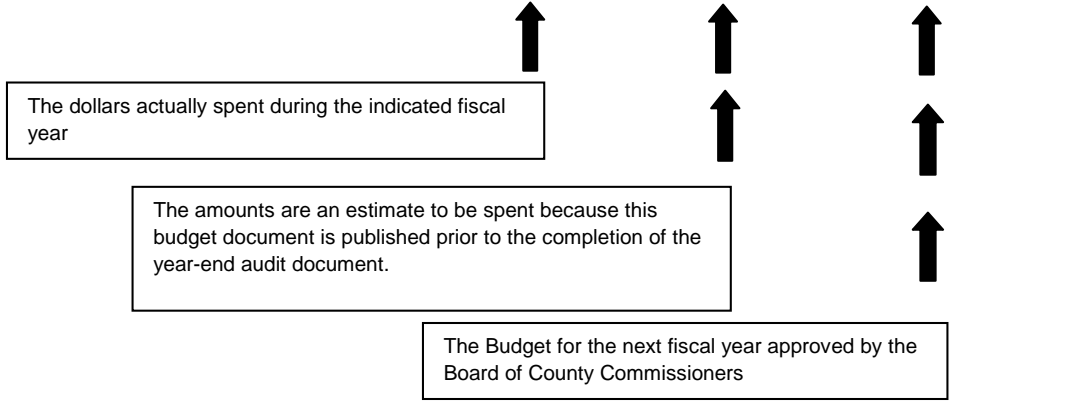 The dollars actually spent during the indicated fiscal
year
The amounts are an estimate to be spent because this
budget document is published prior to the completion of the
year-end audit document.
The Budget for the next fiscal year approved by the
Board of County Commissioners